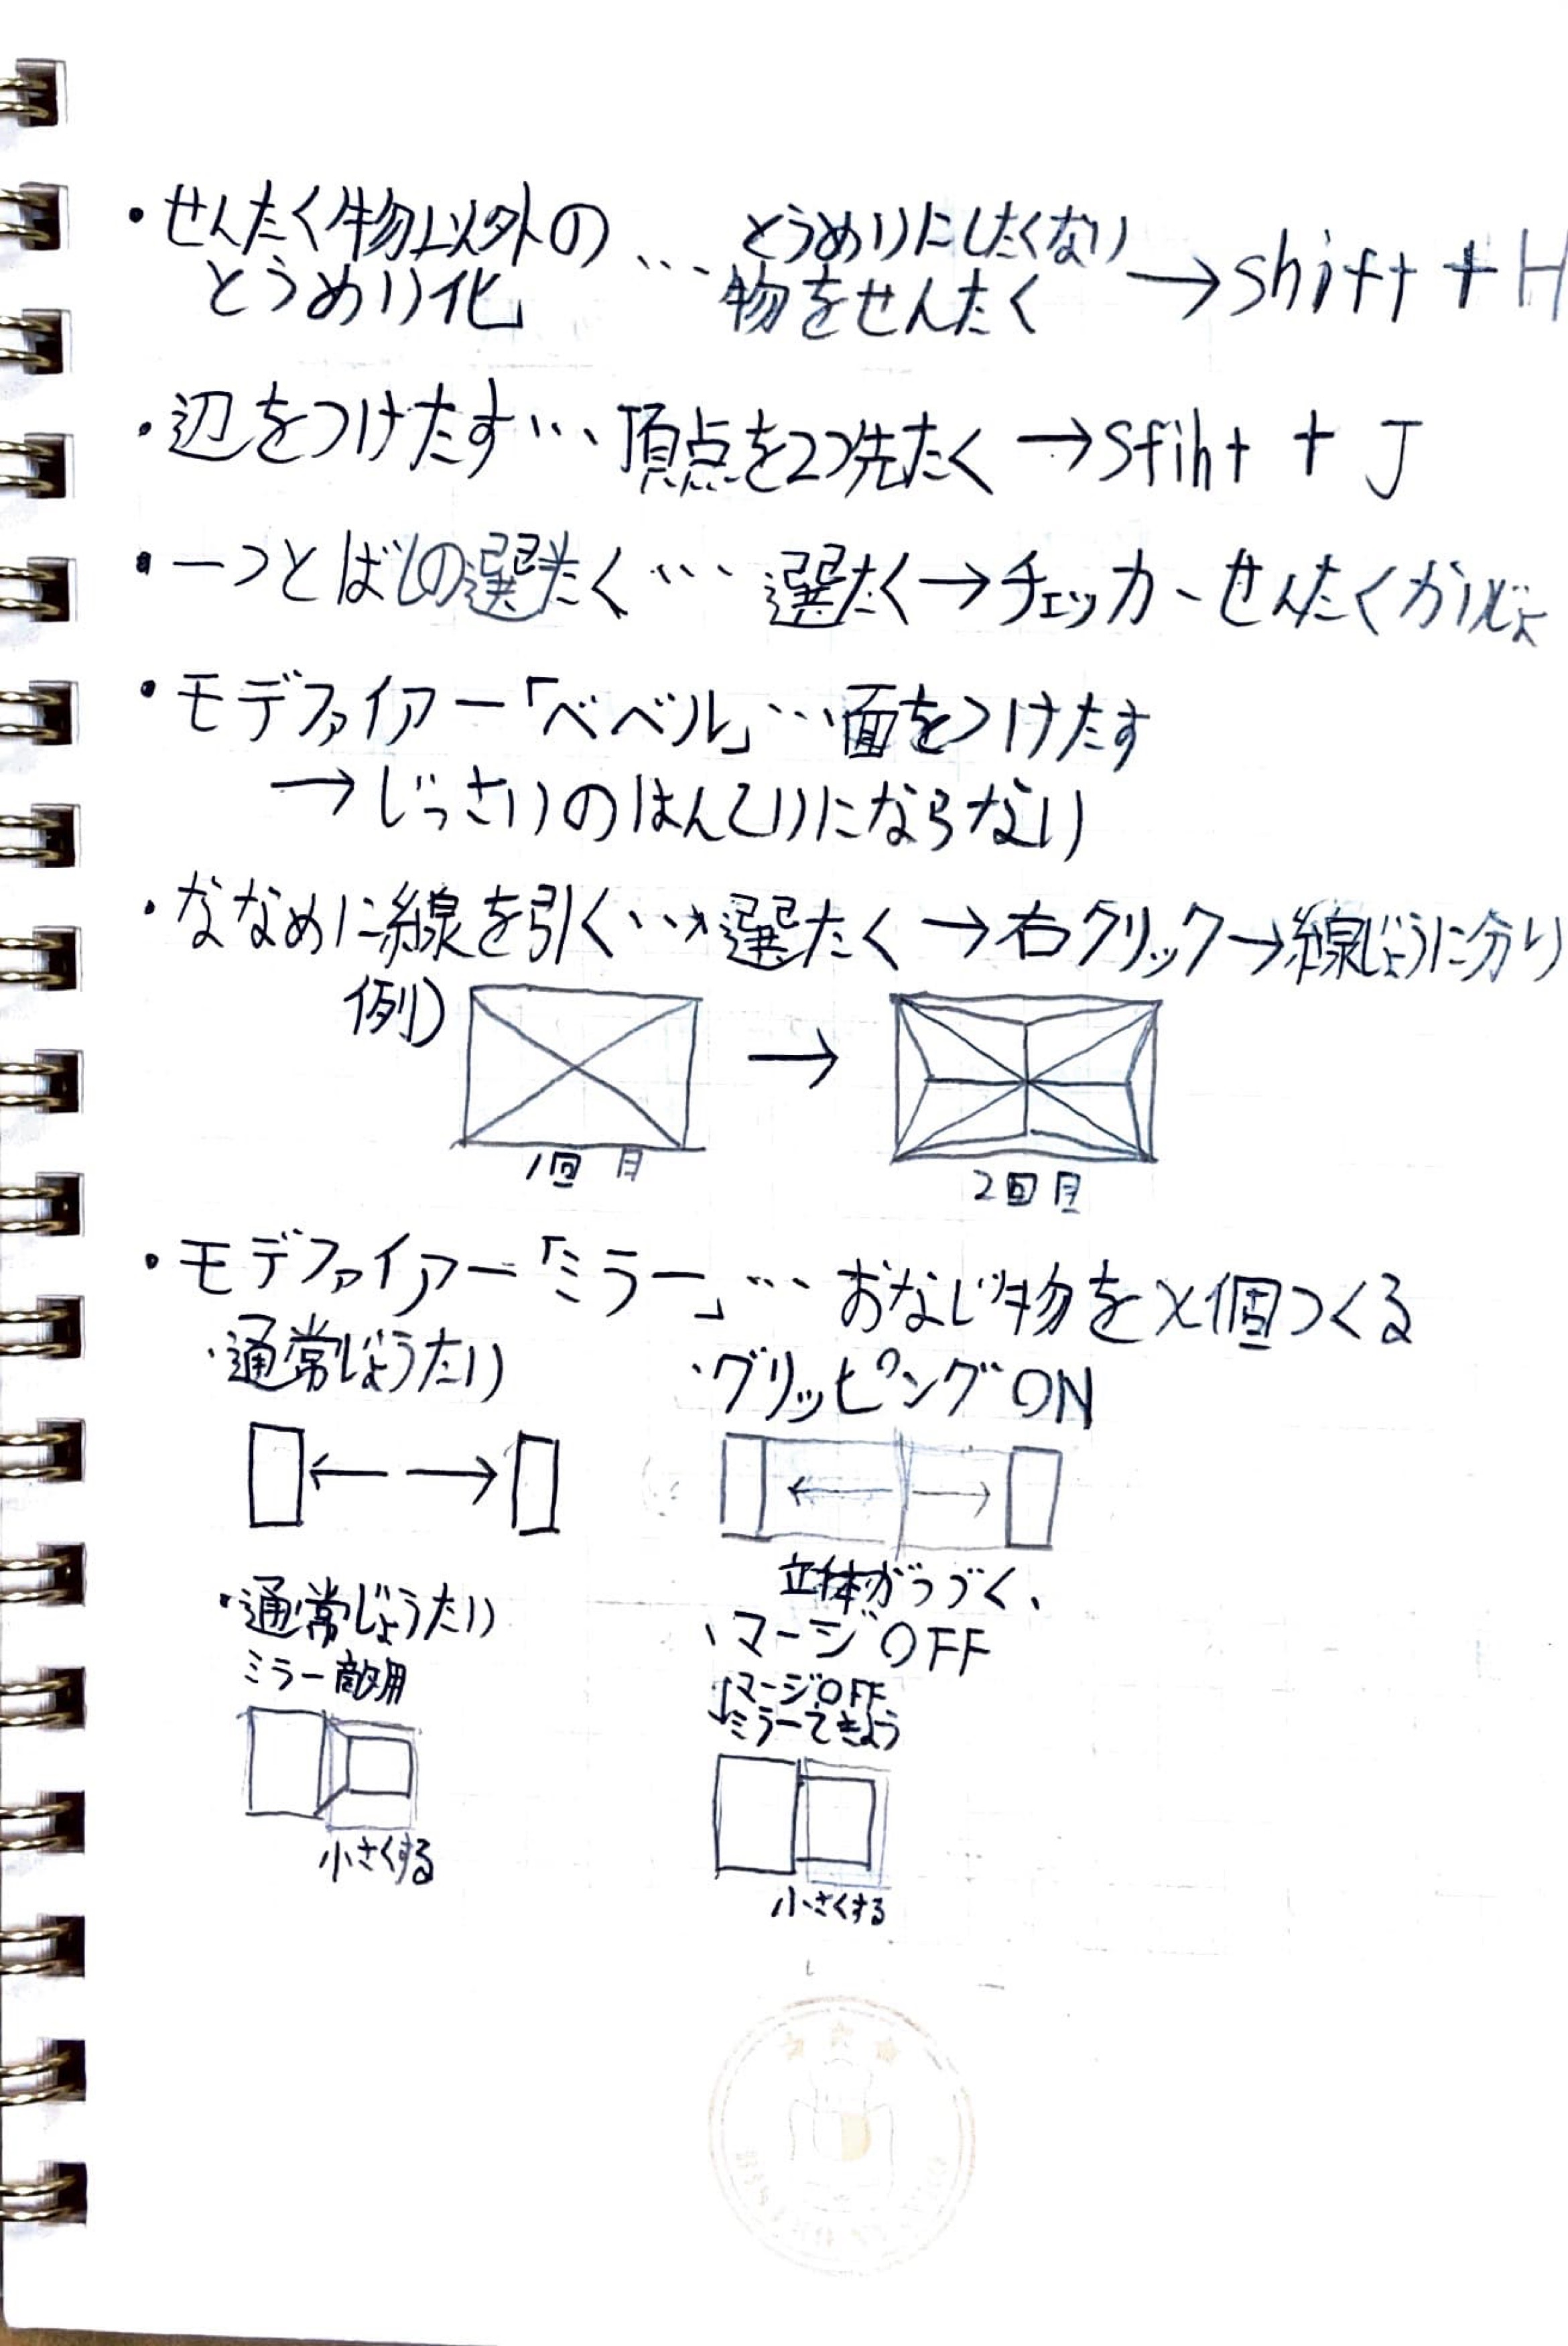 ・せんたく物以外の … とうめいにしたくない → shift + H
とうめい化 物をせんたく
・辺をつけたす… 頂点を2つ先たく → sfiht + J
・一つとばしの選たく… 選たく→チェッカーせんたくかいじょ
・モデファイアー「ベベル」…面をつけたす
→じっさいのはんていにならない
・ななめに線を引く…選たく→右クリック→線じょうに分
例)
1回目 2回目
・モデファイアー「ミラー」… おなじ物をX個つくる
・通常じょうたい ・グリッピングON
立体がつづく、
・通常じょうたい ・マージOFF
ミラー ↓マージOFF
ミラーてきよう
小さくする 小さくする